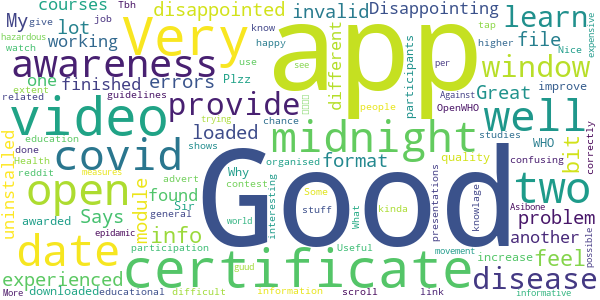 courses
Tbh
job
My give
hazardous
watch
lot
know
working
happy
Very
disappointed
invalid
Disappointing
learn
app
tap
higher
expensive
file
Nice
awareness
finished
errors
use
Plzz
different
participants
per
window
extent
one
see
Great
improve
related
guidelines
Against
OpenWHO
video
provide
loaded
chance
quality
well
studies
correctly
done
people
midnight
education
trying
Why
format
WHO
confusing
Health
shows
organised
covid
found
bit
uninstalled
reddit
measures
advert
Some
module
contest
stuff
open
Good
two
interesting
presentations
knowlage
Says
Sir
kinda
problem
awarded
general
What
Asibone
date
info
another
possible
epidamic
world
Useful
increase
feel
experienced
participation
certificate
disease
guud
movement
More
downloaded
educational
difficult
information
scroll
link
informative